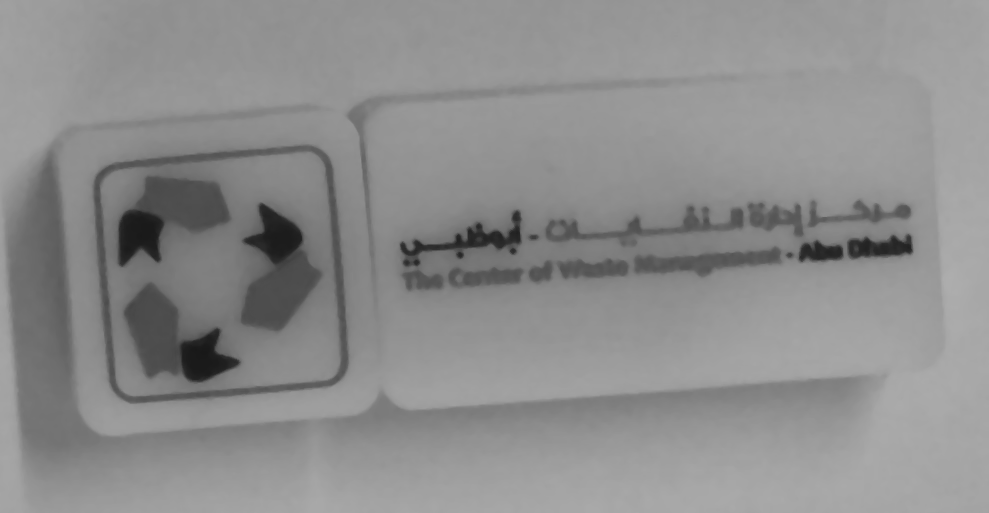 مركز إدارة النفايات - أبوظبي
The Center of Waste Management - Abu Dhabi